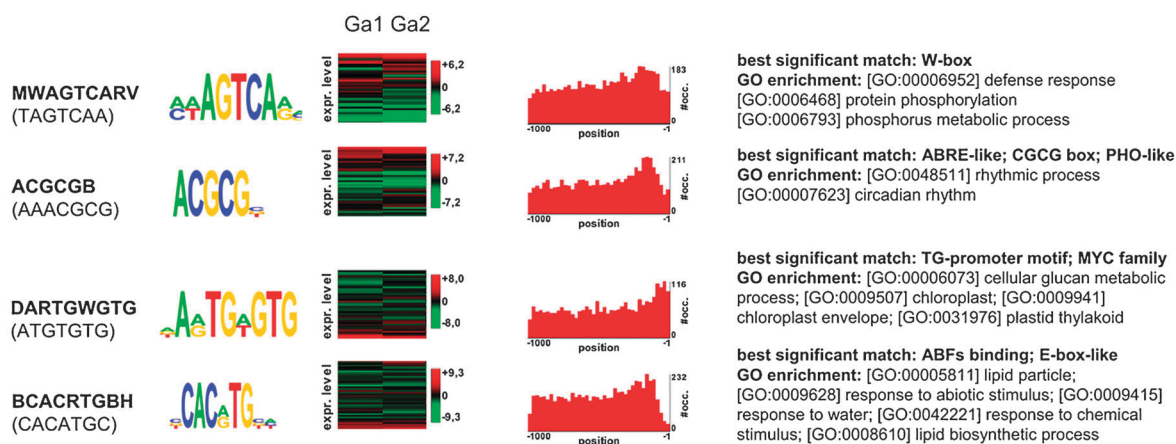 Ga1 Ga2
MWAGTCARV
(TAGTCAA)
expr. level
+6,2
+0
-6,2
183
#occ.
0
-1000
position
-1
best significant match: W-box
GO enrichment: [GO:00006952] defense response
[GO:0006468] protein phosphorylation
[GO:0006793] phosphorus metabolic process
ACGCGB
(AAACGCG)
ACGCG
expr. level
+7,2
+0
-7,2
211
#occ.
0
-1000
position
-1
best significant match: ABRE-like; CGCG box; PHO-like
GO enrichment: [GO:0048511] rhythmic process
[GO:00007623] circadian rhythm
DARTGWGTG
(ATGTGTG)
expr. level
+8,0
+0
-8,0
116
#occ.
0
-1000
position
-1
best significant match: TG-promoter motif; MYC family
GO enrichment: [GO:00006073] cellular glucan metabolic
process; [GO:0009507] chloroplast; [GO:0009941]
chloroplast envelope; [GO:0031976] plastid thylakoid
BCACRTGBH
(CACATGC)
expr. level
+9,3
+0
-9,3
232
#occ.
0
-1000
position
-1
best significant match: ABFs binding; E-box-like
GO enrichment: [GO:00005811] lipid particle;
[GO:0009628] response to abiotic stimulus; [GO:0009415]
response to water; [GO:0042221] response to chemical
stimulus; [GO:0008610] lipid biosynthetic process